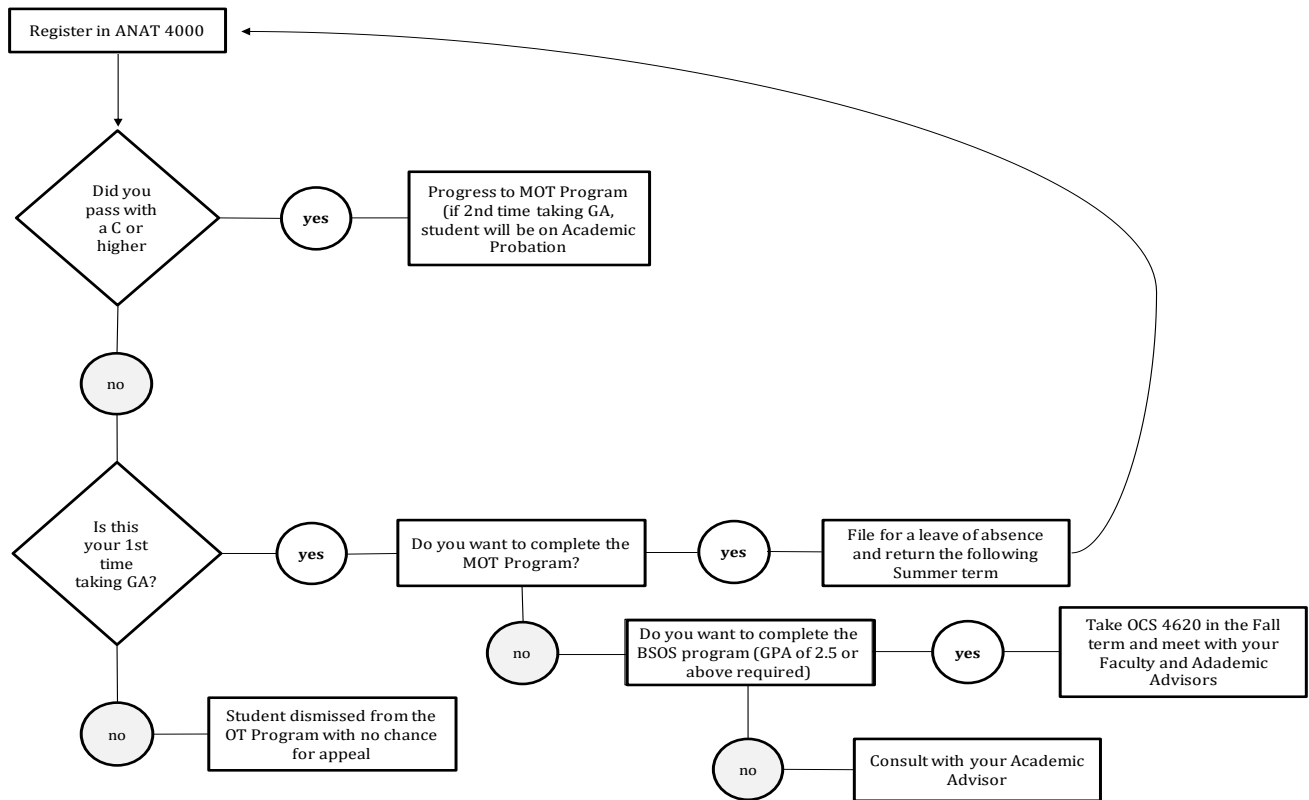 Register in ANAT 4000
Did you
pass with
a C or
higher
yes
Progress to MOT Program
(if 2nd time taking GA,
student will be on Academic
Probation
no
Is this
your 1st
time
taking GA?
yes
Do you want to complete the
MOT Program?
yes
File for a leave of absence
and return the following
Summer term
no
Do you want to complete the
BSOS program (GPA of 2.5 or
above required)
yes
Take OCS 4620 in the Fall
term and meet with your
Faculty and Adademic
Advisors
no
Student dismissed from the
OT Program with no chance
for appeal
no
Consult with your Academic
Advisor